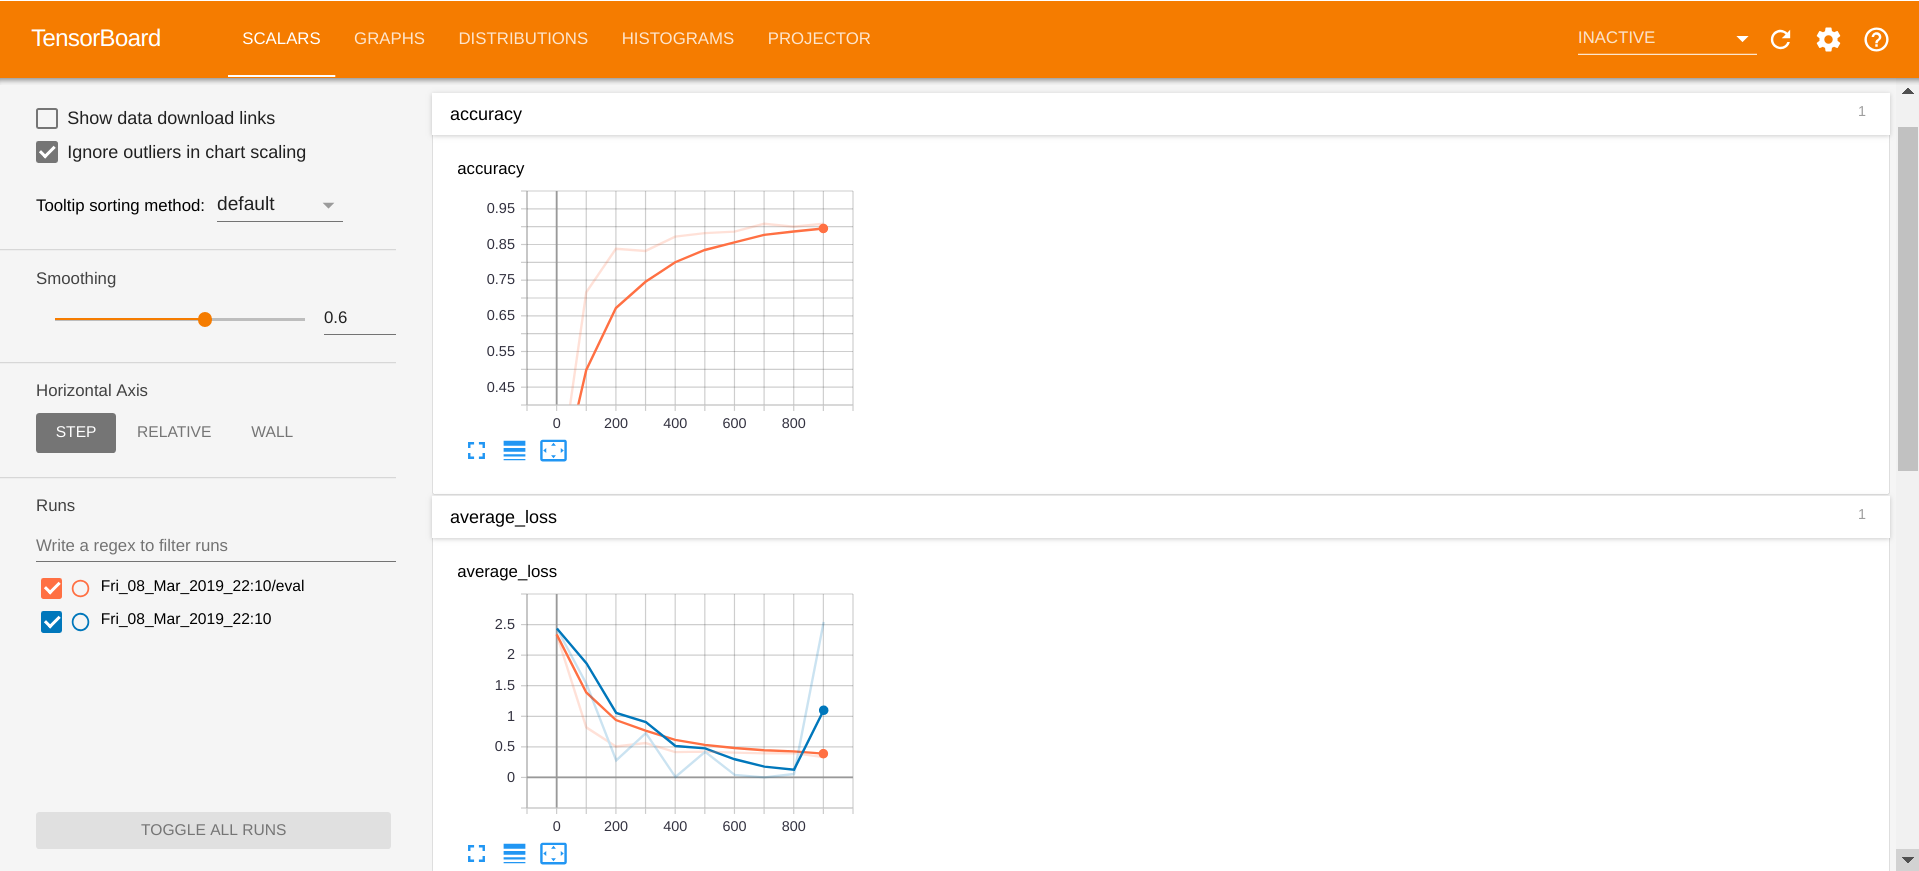 TensorBoard SCALARS GRAPHS DISTRIBUTIONS HISTOGRAMS PROJECTOR INACTIVE
Show data download links
Ignore outliers in chart scaling
Tooltip sorting method: default
Smoothing
0.6
Horizontal Axis
STEP RELATIVE WALL
Runs
Write a regex to filter runs
Fri_08_Mar_2019_22:10/eval
Fri_08_Mar_2019_22:10
TOGGLE ALL RUNS
accuracy 1
accuracy
0.95
0.85
0.75
0.65
0.55
0.45
0 200 400 600 800
average_loss 1
average_loss
2.5
2
1.5
1
0.5
0
0 200 400 600 800